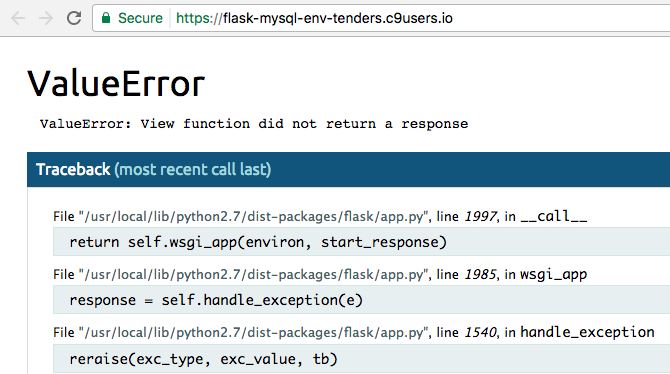 Secure https://flask-mysql-env-tenders.c9users.io
ValueError
ValueError: View function did not return a response
Traceback (most recent call last)
File "/usr/local/lib/python2.7/dist-packages/flask/app.py", line 1997, in __call__
return self.wsgi_app(environ, start_response)
File "/usr/local/lib/python2.7/dist-packages/flask/app.py", line 1985, in wsgi_app
response = self.handle_exception(e)
File "/usr/local/lib/python2.7/dist-packages/flask/app.py", line 1540, in handle_exception
reraise(exc_type, exc_value, tb)